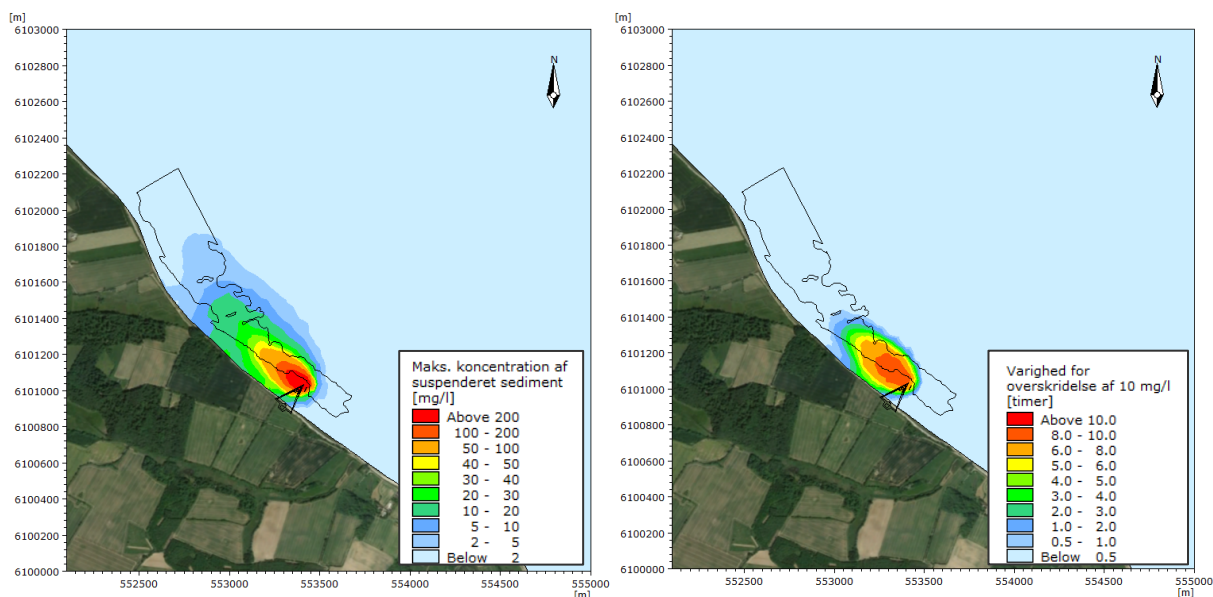 [m]
6103000
6102800
6102600
6102400
6102200
6102000
6101800
6101600
6101400
6101200
6101000
6100800
6100600
6100400
6100200
6100000
N
Maks. koncentration af
suspenderet sediment
[mg/l]
Above 200
100 - 200
50 - 100
40 - 50
30 - 40
20 - 30
10 - 20
5 - 10
2 - 5
Below 2
552500
553000
553500
554000
554500
555000
[m]
[m]
6103000
6102800
6102600
6102400
6102200
6102000
6101800
6101600
6101400
6101200
6101000
6100800
6100600
6100400
6100200
6100000
N
Varighed for
overskridelse af 10 mg/l
[timer]
Above 10.0
8.0 - 10.0
6.0 - 8.0
5.0 - 6.0
4.0 - 5.0
3.0 - 4.0
2.0 - 3.0
1.0 - 2.0
0.5 - 1.0
Below 0.5
552500
553000
553500
554000
554500
555000
[m]